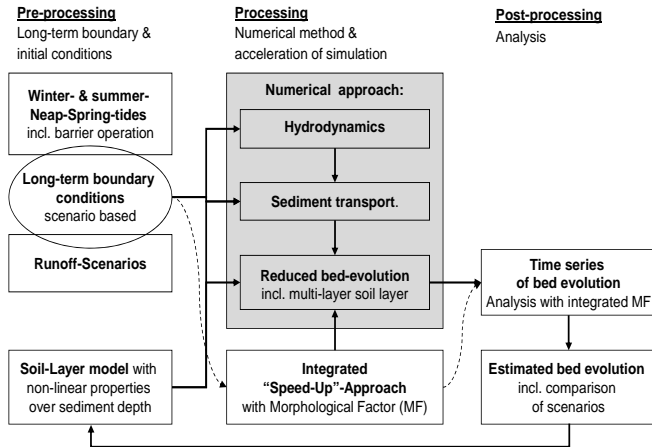 Pre-processing
Long-term boundary &
initial conditions
Winter- & summer-
Neap-Spring-tides
incl. barrier operation
Long-term boundary
conditions
scenario based
Runoff-Scenarios
Soil-Layer model with
non-linear properties
over sediment depth
Processing
Numerical method &
acceleration of simulation
Numerical approach:
Hydrodynamics
Sediment transport.
Reduced bed-evolution
incl. multi-layer soil layer
Integrated
“Speed-Up”-Approach
with Morphological Factor (MF)
Post-processing
Analysis
Time series
of bed evolution
Analysis with integrated MF
Estimated bed evolution
incl. comparison
of scenarios